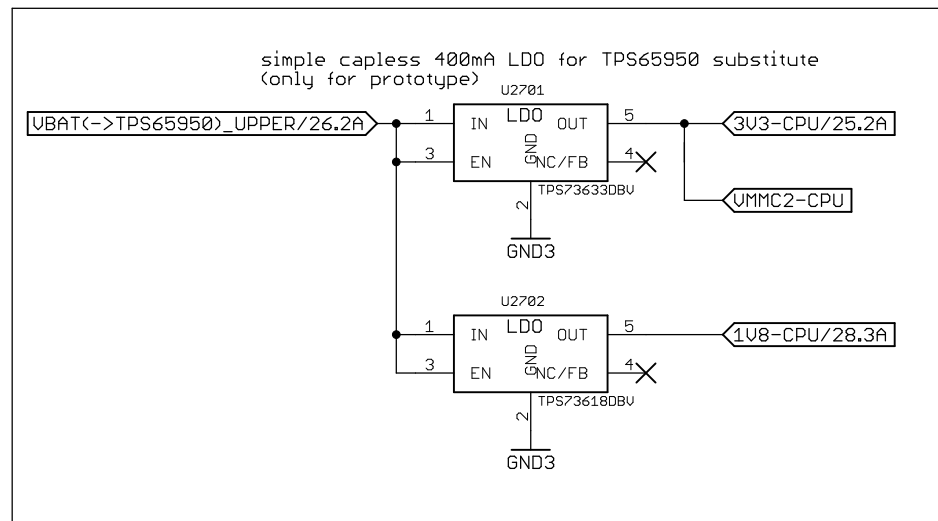 simple capless 400mA LDO for TPS65950 substitute
(only for prototype)
U2701
VBAT(->TPS65950)_UPPER/26.2A
1
IN
LDO
OUT
5
3V3-CPU/25.2A
3
EN
GND
NC/FB
4
TPS73633DBV
2
VMMC2-CPU
GND3
U2702
1
IN
LDO
OUT
5
1V8-CPU/28.3A
3
EN
GND
NC/FB
4
TPS73618DBV
2
GND3